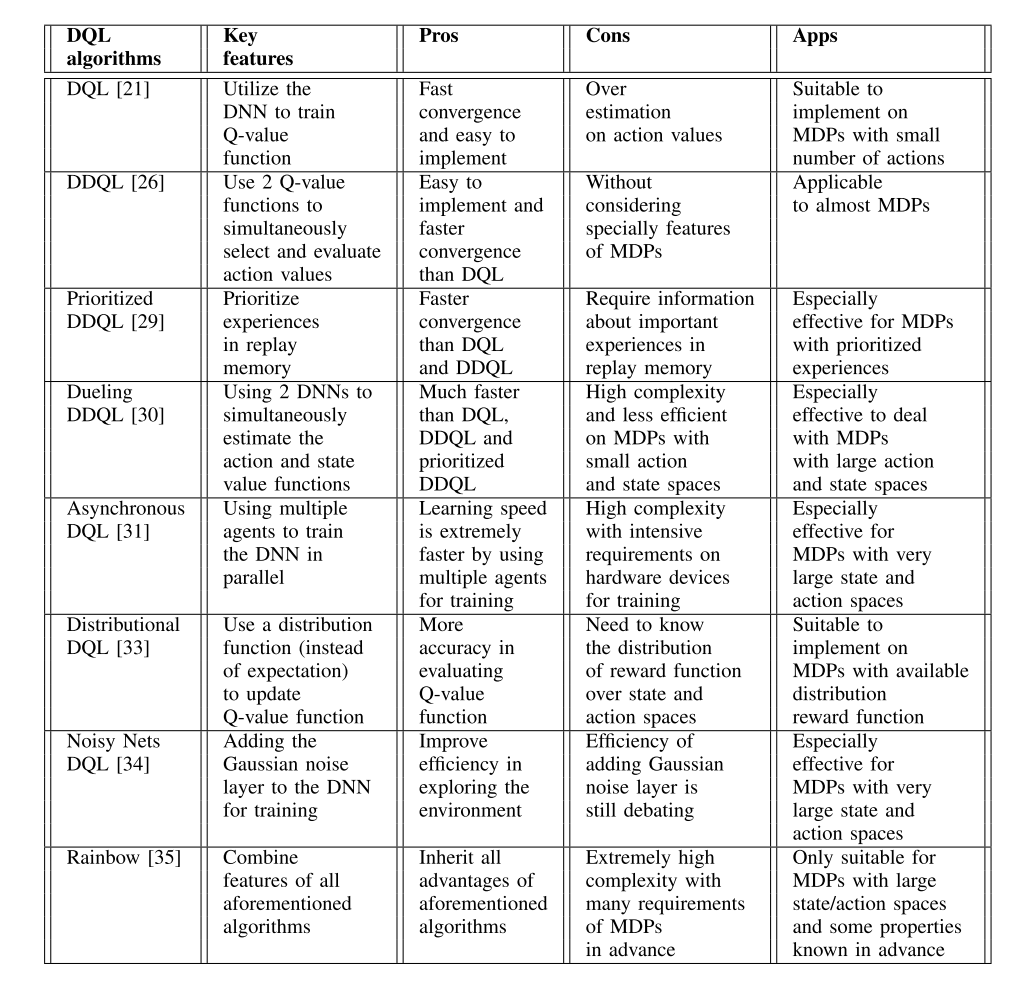 DQL algorithms
Key features
Pros
Cons
Apps
DQL [21]
Utilize the
DNN to train
Q-value
function
Fast
convergence
and easy to
implement
Over
estimation
on action values
Suitable to
implement on
MDPs with small
number of actions
DDQL [26]
Use 2 Q-value
functions to
simultaneously
select and evaluate
action values
Easy to
implement and
faster
convergence
than DQL
Without
considering
specially features
of MDPs
Applicable
to almost MDPs
Prioritized
DDQL [29]
Prioritize
experiences
in replay
memory
Faster
convergence
than DQL
and DDQL
Require information
about important
experiences in
replay memory
Especially
effective for MDPs
with prioritized
experiences
Dueling
DDQL [30]
Using 2 DNNs to
simultaneously
estimate the
action and state
value functions
Much faster
than DQL,
DDQL and
prioritized
DDQL
High complexity
and less efficient
on MDPs with
small action
and state spaces
Especially
effective to deal
with MDPs
with large action
and state spaces
Asynchronous
DQL [31]
Using multiple
agents to train
the DNN in
parallel
Learning speed
is extremely
faster by using
multiple agents
for training
High complexity
with intensive
requirements on
hardware devices
for training
Especially
effective for
MDPs with very
large state and
action spaces
Distributional
DQL [33]
Use a distribution
function (instead
of expectation)
to update
Q-value function
More
accuracy in
evaluating
Q-value
function
Need to know
the distribution
of reward function
over state and
action spaces
Suitable to
implement on
MDPs with available
distribution
reward function
Noisy Nets
DQL [34]
Adding the
Gaussian noise
layer to the DNN
for training
Improve
efficiency in
exploring the
environment
Efficiency of
adding Gaussian
noise layer is
still debating
Especially
effective for
MDPs with very
large state and
action spaces
Rainbow [35]
Combine
features of all
aforementioned
algorithms
Inherit all
advantages of
aforementioned
algorithms
Extremely high
complexity with
many requirements
of MDPs
in advance
Only suitable for
MDPs with large
state/action spaces
and some properties
known in advance